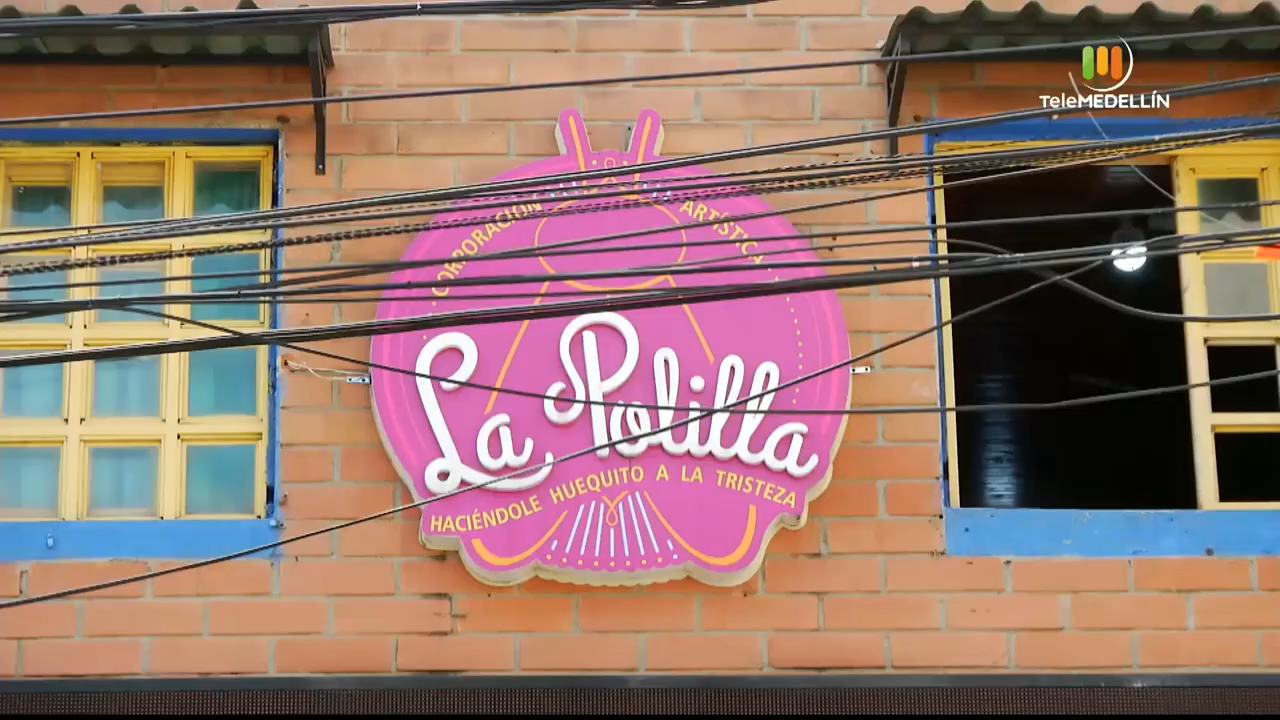 TeleMEDELLÍN
CORPORACIÓN ARTÍSTICA
La Polilla
HACIÉNDOLE HUEQUITO A LA TRISTEZA